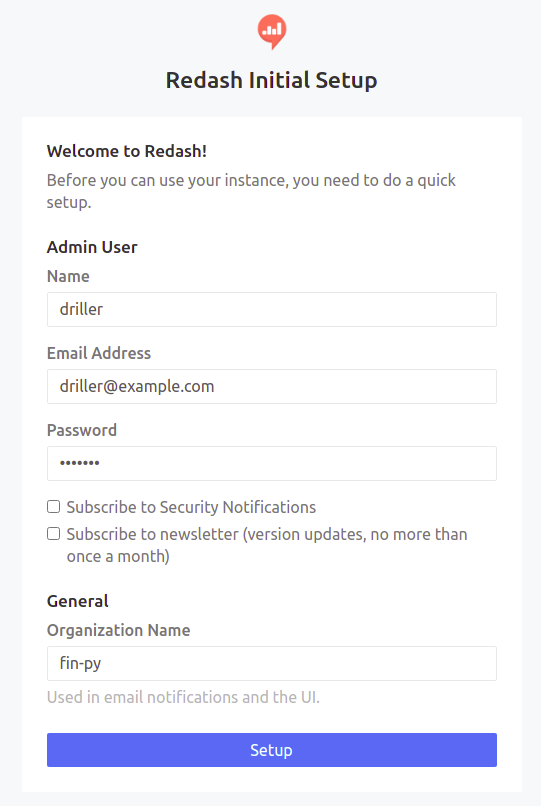 Redash Initial Setup
Welcome to Redash!
Before you can use your instance, you need to do a quick
setup.
Admin User
Name
driller
Email Address
driller@example.com
Password
•••••••
Subscribe to Security Notifications
Subscribe to newsletter (version updates, no more than
once a month)
General
Organization Name
fin-py
Used in email notifications and the UI.
Setup